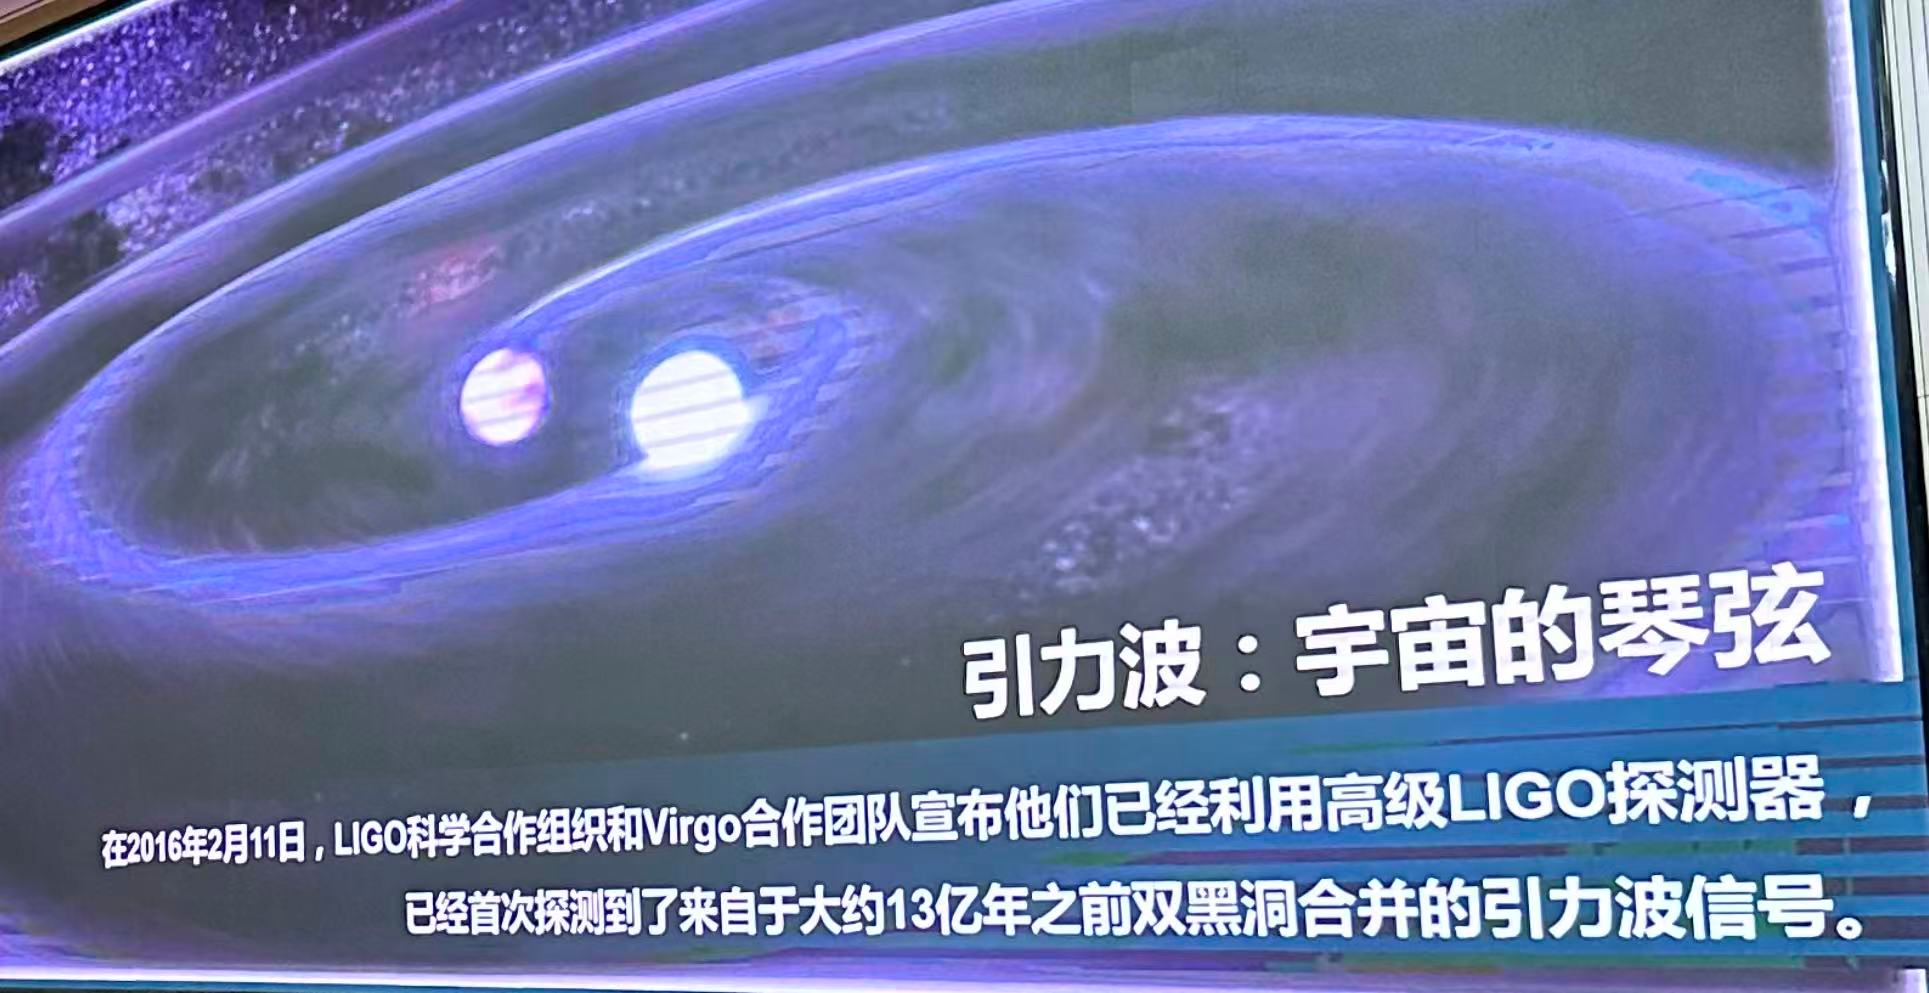 引力波：宇宙的琴弦
在2016年2月11日，LIGO科学合作组织和Virgo合作团队宣布他们已经利用高级LIGO探测器，
已经首次探测到了来自于大约13亿年之前双黑洞合并的引力波信号。